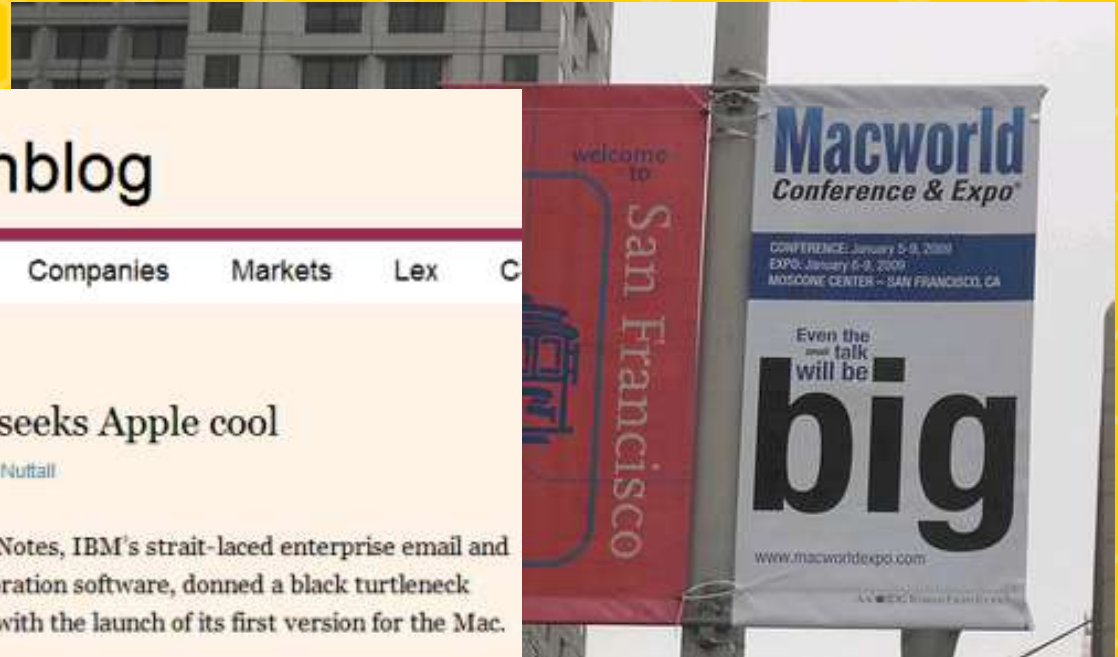 nblog
Companies Markets Lex C
seeks Apple cool
Nuttall
Notes, IBM's strait-laced enterprise email and
ration software, donned a black turtleneck
with the launch of its first version for the Mac.
welcome
to
San Francisco
Macworld
Conference & Expo®
CONFERENCE: January 5-9, 2009
EXPO: January 6-9, 2009
MOSCONE CENTER – SAN FRANCISCO, CA
Even the
small talk
will be
big
www.macworldexpo.com